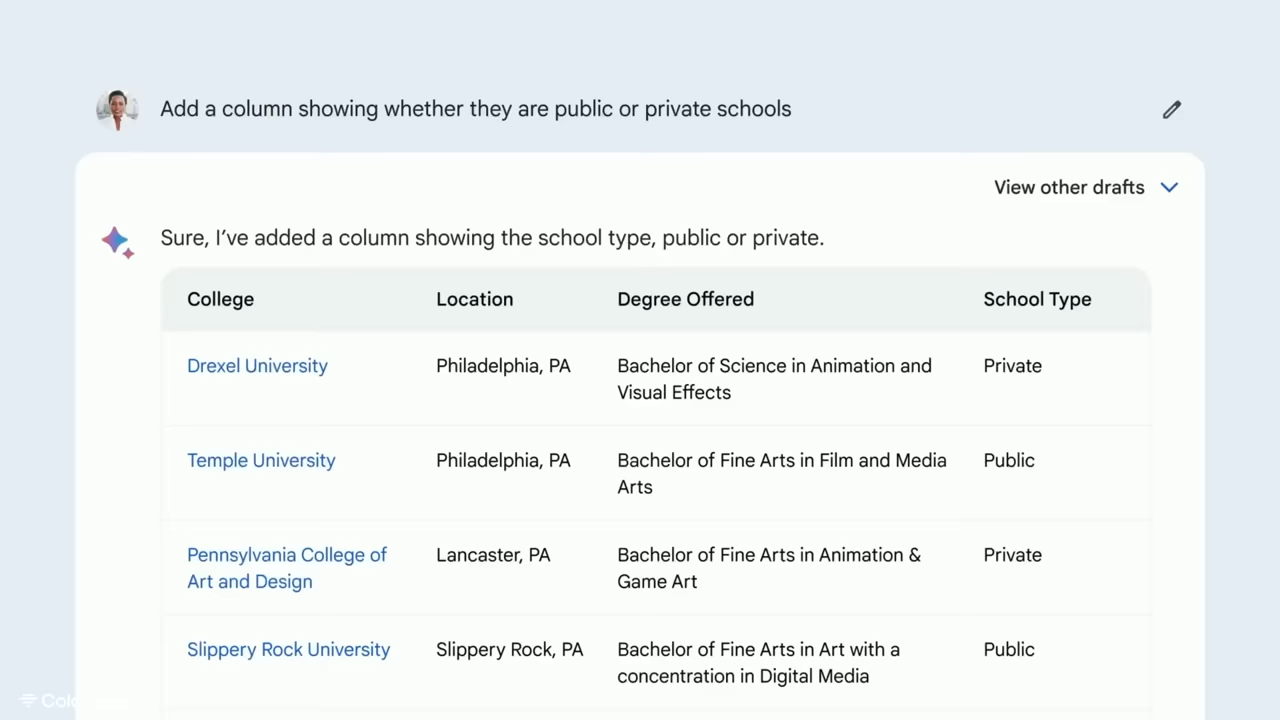 Add a column showing whether they are public or private schools
View other drafts
Sure, I’ve added a column showing the school type, public or private.
College Location Degree Offered School Type
Drexel University Philadelphia, PA Bachelor of Science in Animation and Private
Visual Effects
Temple University Philadelphia, PA Bachelor of Fine Arts in Film and Media Public
Arts
Pennsylvania College of Lancaster, PA Bachelor of Fine Arts in Animation & Private
Art and Design Game Art
Slippery Rock University Slippery Rock, PA Bachelor of Fine Arts in Art with a Public
concentration in Digital Media